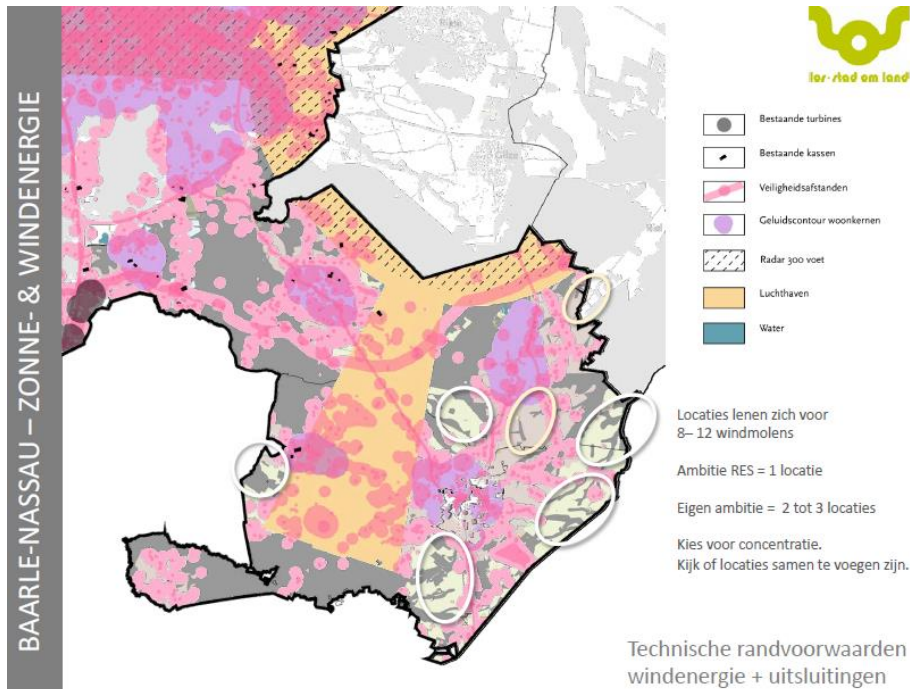 BAARLE-NASSAU – ZONNE- & WINDENERGIE
los·stad om land
Bestaande turbines
Bestaande kassen
Veiligheidsafstanden
Geluidscontour woonkernen
Radar 300 voet
Luchthaven
Water
Locaties lenen zich voor
8– 12 windmolens
Ambitie RES = 1 locatie
Eigen ambitie = 2 tot 3 locaties
Kies voor concentratie.
Kijk of locaties samen te voegen zijn.
Technische randvoorwaarden
windenergie + uitsluitingen